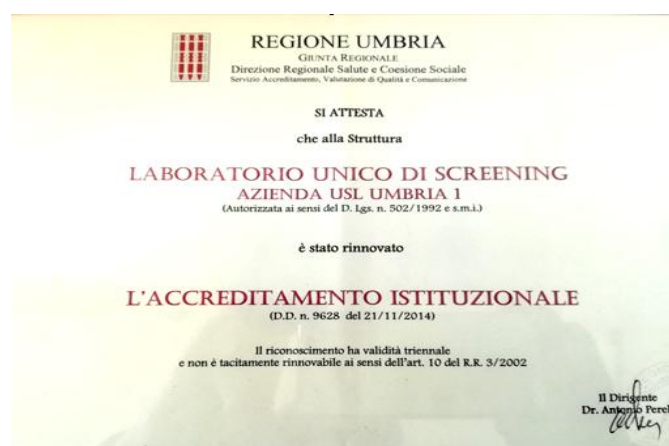 REGIONE UMBRIA
GIUNTA REGIONALE
Direzione Regionale Salute e Coesione Sociale
Servizio Accreditamento, Valutazione di Qualità e Comunicazione
SI ATTESTA
che alla Struttura
LABORATORIO UNICO DI SCREENING
AZIENDA USL UMBRIA 1
(Autorizzata ai sensi del D. Lgs. n. 502/1992 e s.m.i.)
è stato rinnovato
L'ACCREDITAMENTO ISTITUZIONALE
(D.D. n. 9628 del 21/11/2014)
Il riconoscimento ha validità triennale
e non è tacitamente rinnovabile ai sensi dell'art. 10 del R.R. 3/2002
Il Dirigente
Dr. Antonio Perel